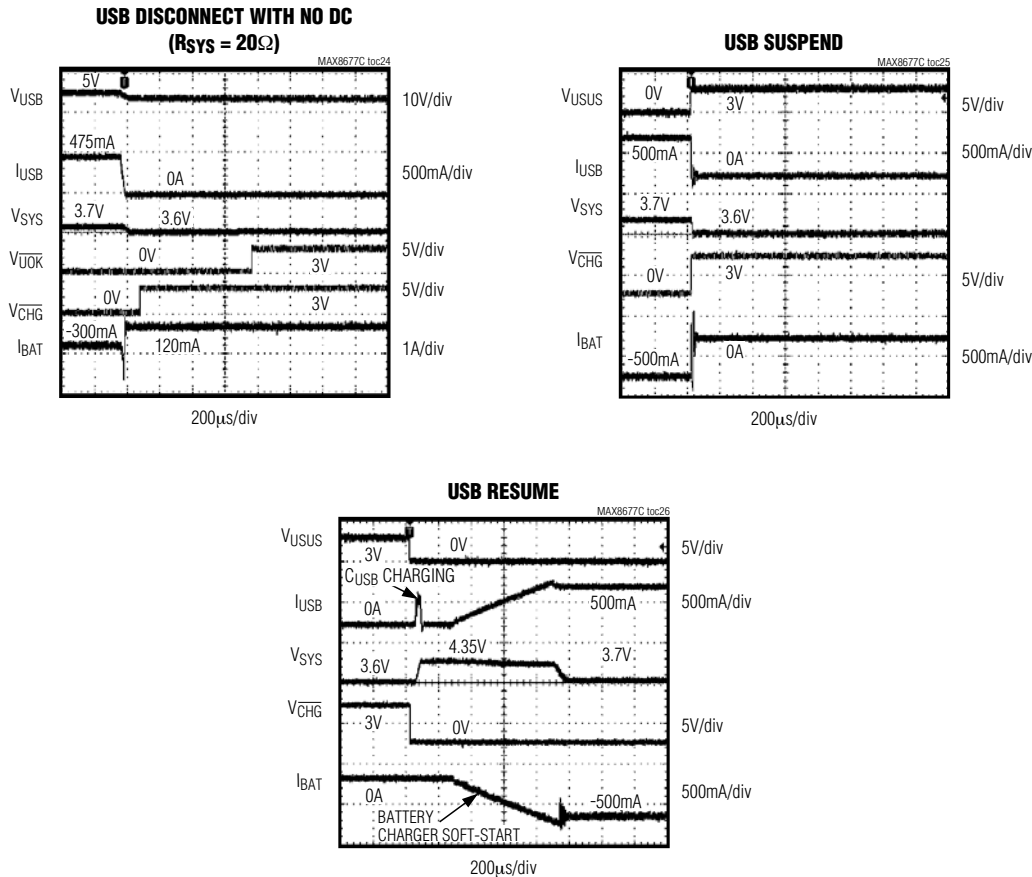 USB DISCONNECT WITH NO DC
(RSYS = 20Ω)
MAX8677C toc24
VUSB
5V
10V/div
IUSB
475mA
0A
500mA/div
VSYS
3.7V
3.6V
VUOK
0V
3V
5V/div
VCHG
0V
3V
5V/div
IBAT
-300mA
120mA
1A/div
200μs/div
USB SUSPEND
MAX8677C toc25
VUSUS
0V
3V
5V/div
IUSB
500mA
0A
500mA/div
VSYS
3.7V
3.6V
VCHG
0V
3V
5V/div
IBAT
-500mA
0A
500mA/div
200μs/div
USB RESUME
MAX8677C toc26
VUSUS
3V
0V
5V/div
CUSB CHARGING
IUSB
0A
500mA
500mA/div
VSYS
3.6V
4.35V
3.7V
VCHG
3V
0V
5V/div
IBAT
0A
-500mA
500mA/div
BATTERY
CHARGER SOFT-START
200μs/div